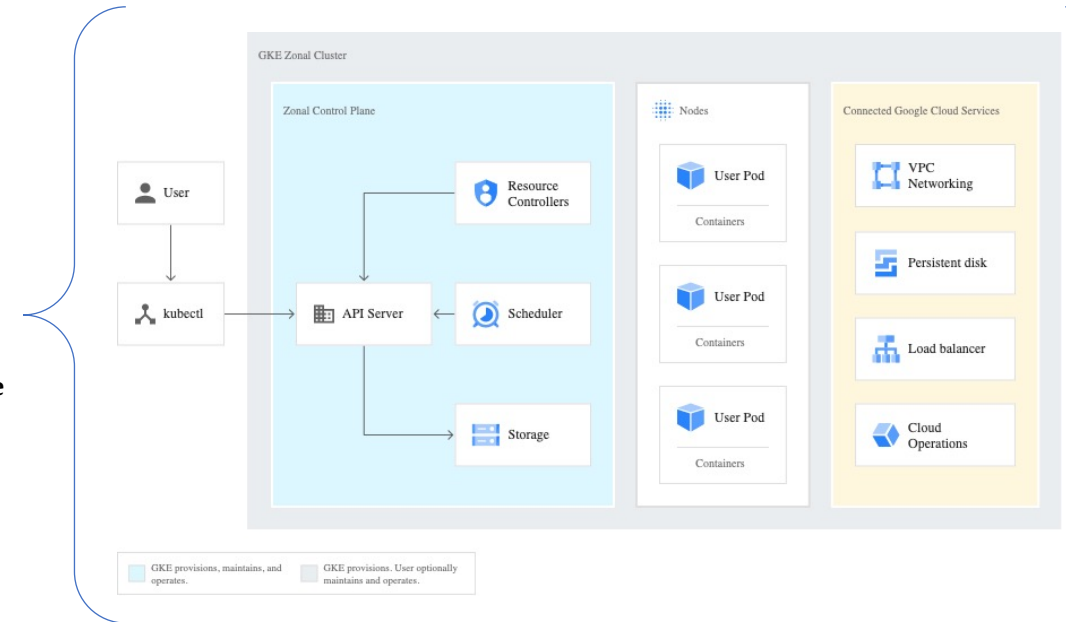 GKE Zonal Cluster
Zonal Control Plane
Nodes
Connected Google Cloud Services
User
kubectl
API Server
Resource
Controllers
Scheduler
Storage
User Pod
Containers
User Pod
Containers
User Pod
Containers
VPC
Networking
Persistent disk
Load balancer
Cloud
Operations
e
GKE provisions, maintains, and
operates.
GKE provisions. User optionally
maintains and operates.